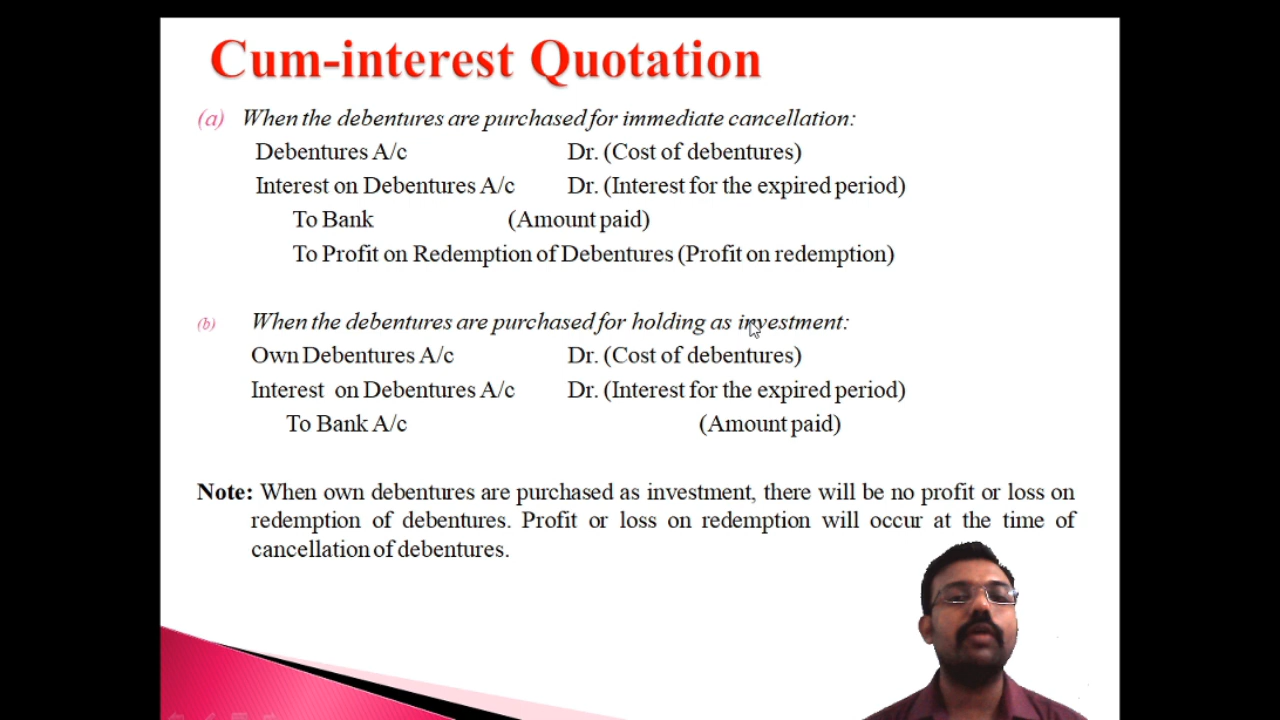 Cum-interest Quotation
(a) When the debentures are purchased for immediate cancellation:
Debentures A/c Dr. (Cost of debentures)
Interest on Debentures A/c Dr. (Interest for the expired period)
To Bank (Amount paid)
To Profit on Redemption of Debentures (Profit on redemption)
(b) When the debentures are purchased for holding as investment:
Own Debentures A/c Dr. (Cost of debentures)
Interest on Debentures A/c Dr. (Interest for the expired period)
To Bank A/c (Amount paid)
Note: When own debentures are purchased as investment, there will be no profit or loss on
redemption of debentures. Profit or loss on redemption will occur at the time of
cancellation of debentures.